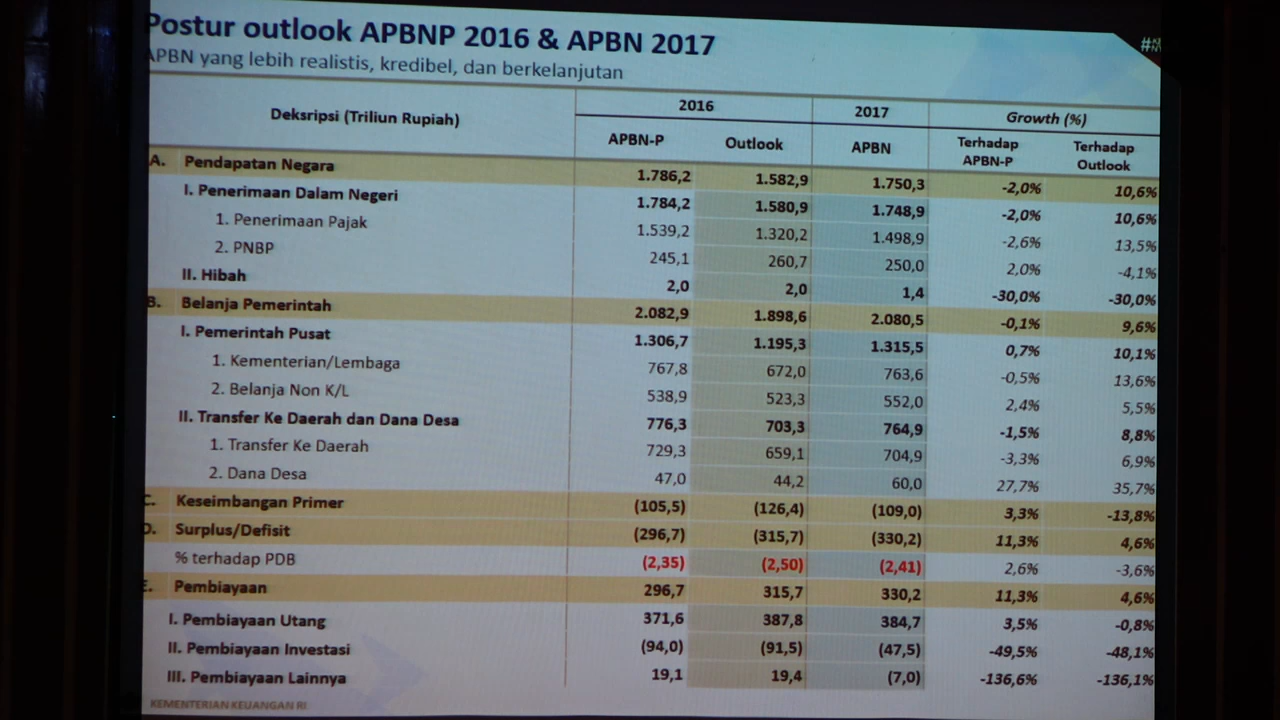 Postur outlook APBNP 2016 & APBN 2017
APBN yang lebih realistis, kredibel, dan berkelanjutan
Deksripsi (Triliun Rupiah) 2016 2017 Growth (%)
APBN-P Outlook APBN Terhadap APBN-P Terhadap Outlook
A. Pendapatan Negara 1.786,2 1.582,9 1.750,3 -2,0% 10,6%
I. Penerimaan Dalam Negeri 1.784,2 1.580,9 1.748,9 -2,0% 10,6%
1. Penerimaan Pajak 1.539,2 1.320,2 1.498,9 -2,6% 13,5%
2. PNBP 245,1 260,7 250,0 2,0% -4,1%
II. Hibah 2,0 2,0 1,4 -30,0% -30,0%
B. Belanja Pemerintah 2.082,9 1.898,6 2.080,5 -0,1% 9,6%
I. Pemerintah Pusat 1.306,7 1.195,3 1.315,5 0,7% 10,1%
1. Kementerian/Lembaga 767,8 672,0 763,6 -0,5% 13,6%
2. Belanja Non K/L 538,9 523,3 552,0 2,4% 5,5%
II. Transfer Ke Daerah dan Dana Desa 776,3 703,3 764,9 -1,5% 8,8%
1. Transfer Ke Daerah 729,3 659,1 704,9 -3,3% 6,9%
2. Dana Desa 47,0 44,2 60,0 27,7% 35,7%
C. Keseimbangan Primer (105,5) (126,4) (109,0) 3,3% -13,8%
D. Surplus/Defisit (296,7) (315,7) (330,2) 11,3% 4,6%
% terhadap PDB (2,35) (2,50) (2,41) 2,6% -3,6%
E. Pembiayaan 296,7 315,7 330,2 11,3% 4,6%
I. Pembiayaan Utang 371,6 387,8 384,7 3,5% -0,8%
II. Pembiayaan Investasi (94,0) (91,5) (47,5) -49,5% -48,1%
III. Pembiayaan Lainnya 19,1 19,4 (7,0) -136,6% -136,1%
KEMENTERIAN KEUANGAN RI